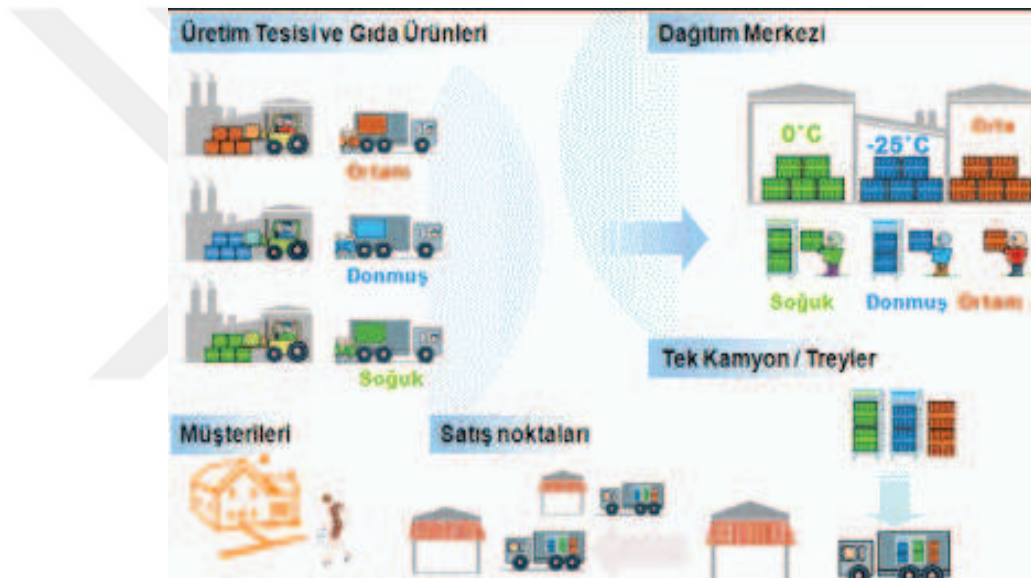 Üretim Tesisi ve Gıda Ürünleri
Ortam
Donmuş
Soğuk
Dağıtım Merkezi
0°C
-25°C
Orta
Soğuk
Donmuş
Ortam
Tek Kamyon / Treyler
Satış noktaları
Müşterileri